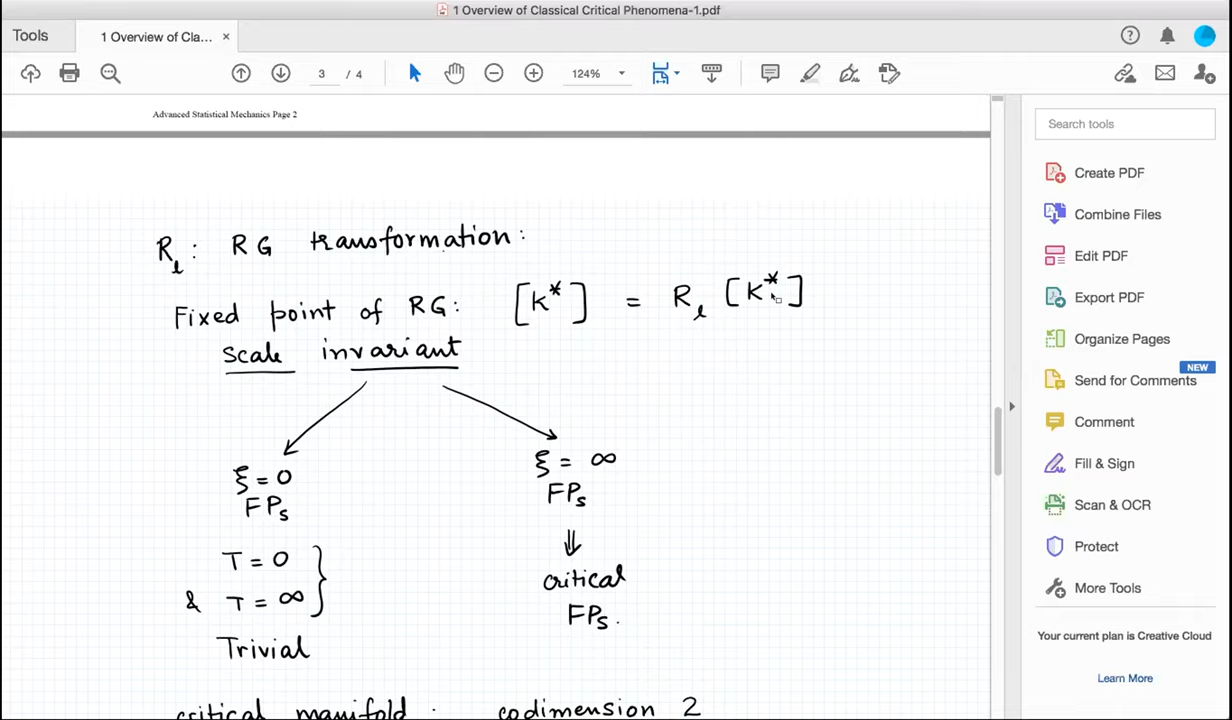 1 Overview of Classical Critical Phenomena-1.pdf
Tools
1 Overview of Cla... ×
3 / 4
124%
Advanced Statistical Mechanics Page 2
Search tools
Create PDF
Combine Files
Edit PDF
Export PDF
Organize Pages
NEW
Send for Comments
Comment
Fill & Sign
Scan & OCR
Protect
More Tools
Your current plan is Creative Cloud
Learn More
R_l : RG transformation:
Fixed point of RG: [K*] = R_l [K*]
scale invariant
ξ = 0
FPs
ξ = ∞
FPs
⇓
T = 0
& T = ∞ }
Trivial
critical
FPs.
critical manifold : codimension 2